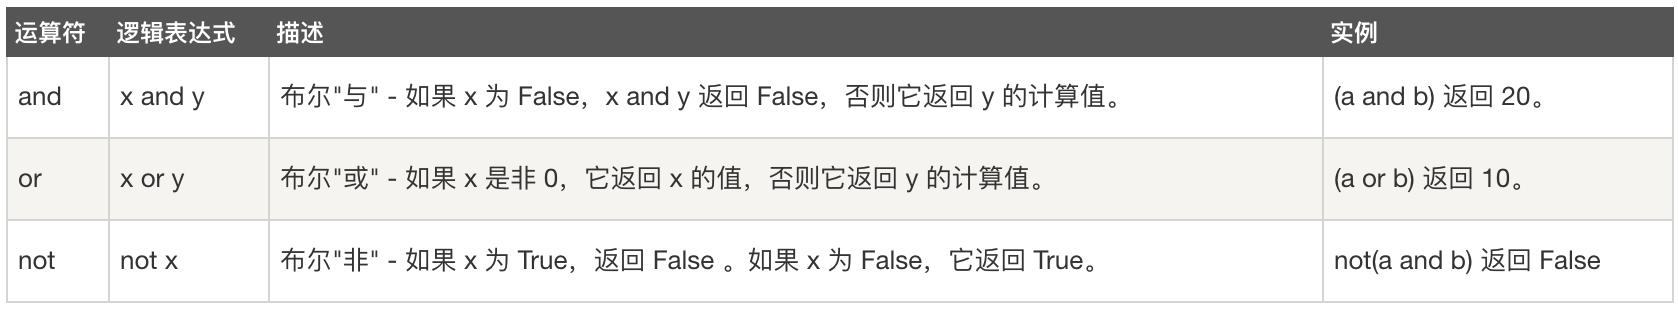 运算符 逻辑表达式 描述 实例
and x and y 布尔"与" - 如果 x 为 False，x and y 返回 False，否则它返回 y 的计算值。 (a and b) 返回 20。
or x or y 布尔"或" - 如果 x 是非 0，它返回 x 的值，否则它返回 y 的计算值。 (a or b) 返回 10。
not not x 布尔"非" - 如果 x 为 True，返回 False 。如果 x 为 False，它返回 True。 not(a and b) 返回 False